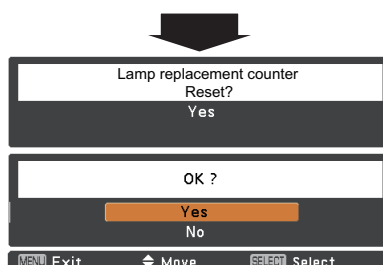 Lamp replacement counter
Reset?
Yes
OK ?
Yes
No
MENU Exit Move SELECT Select